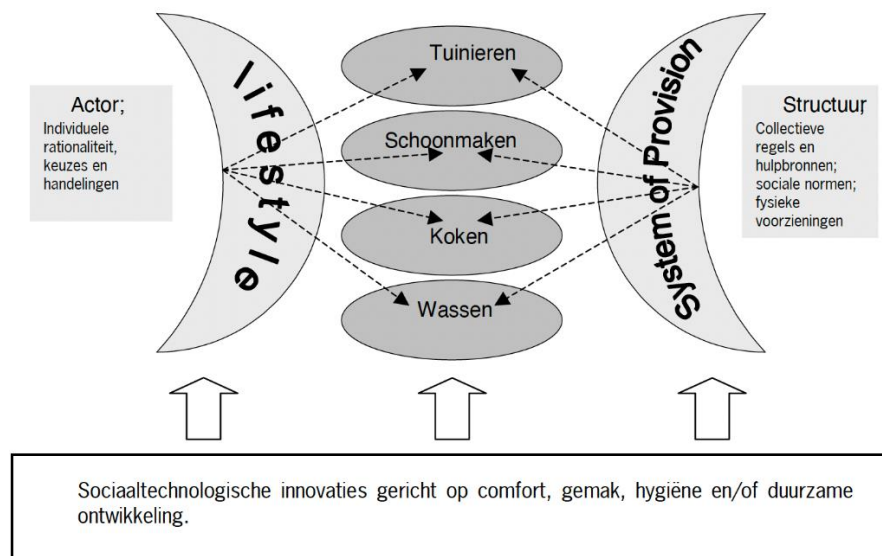 Actor;
Individuele
rationaliteit,
keuzes en
handelingen
lifestyle
Tuinieren
Schoonmaken
Koken
Wassen
System of Provision
Structuur,
Collectieve
regels en
hulpbronnen;
sociale normen;
fysieke
voorzieningen
Sociaaltechnologische innovaties gericht op comfort, gemak, hygiëne en/of duurzame
ontwikkeling.